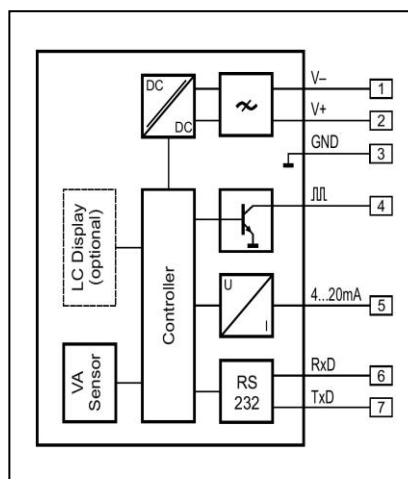 DC
DC
V–
1
V+
2
GND
3
4
LC Display
(optional)
Controller
U
I
4...20mA
5
VA
Sensor
RS
232
RxD
6
TxD
7